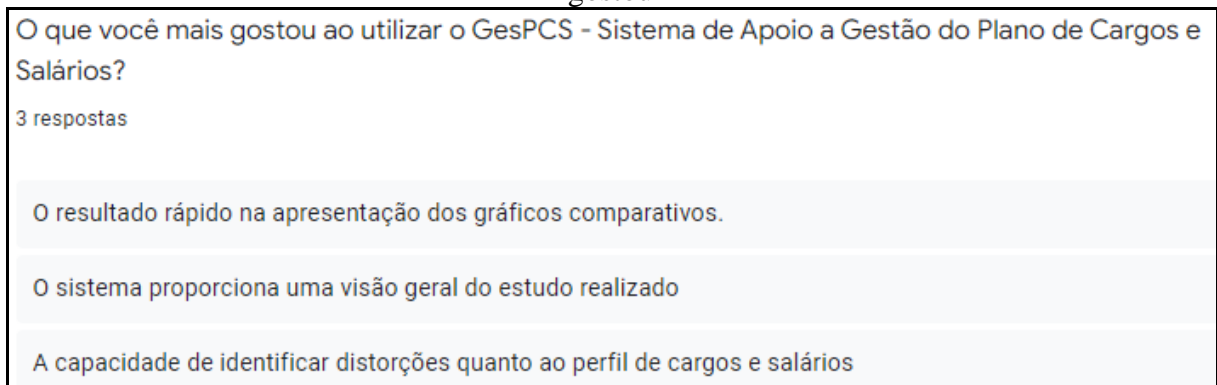 gostou
O que você mais gostou ao utilizar o GesPCS - Sistema de Apoio a Gestão do Plano de Cargos e
Salários?
3 respostas
O resultado rápido na apresentação dos gráficos comparativos.
O sistema proporciona uma visão geral do estudo realizado
A capacidade de identificar distorções quanto ao perfil de cargos e salários